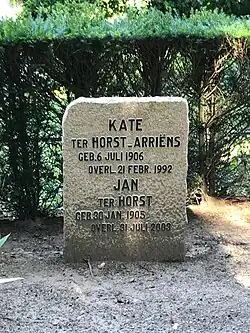 KATE
TER HORST-ARRIËNS
GEB. 6 JULI 1906
OVERL. 21 FEBR. 1992
JAN
TER HORST
GEB. 30 JAN. 1905
OVERL. 31 JULI 2003